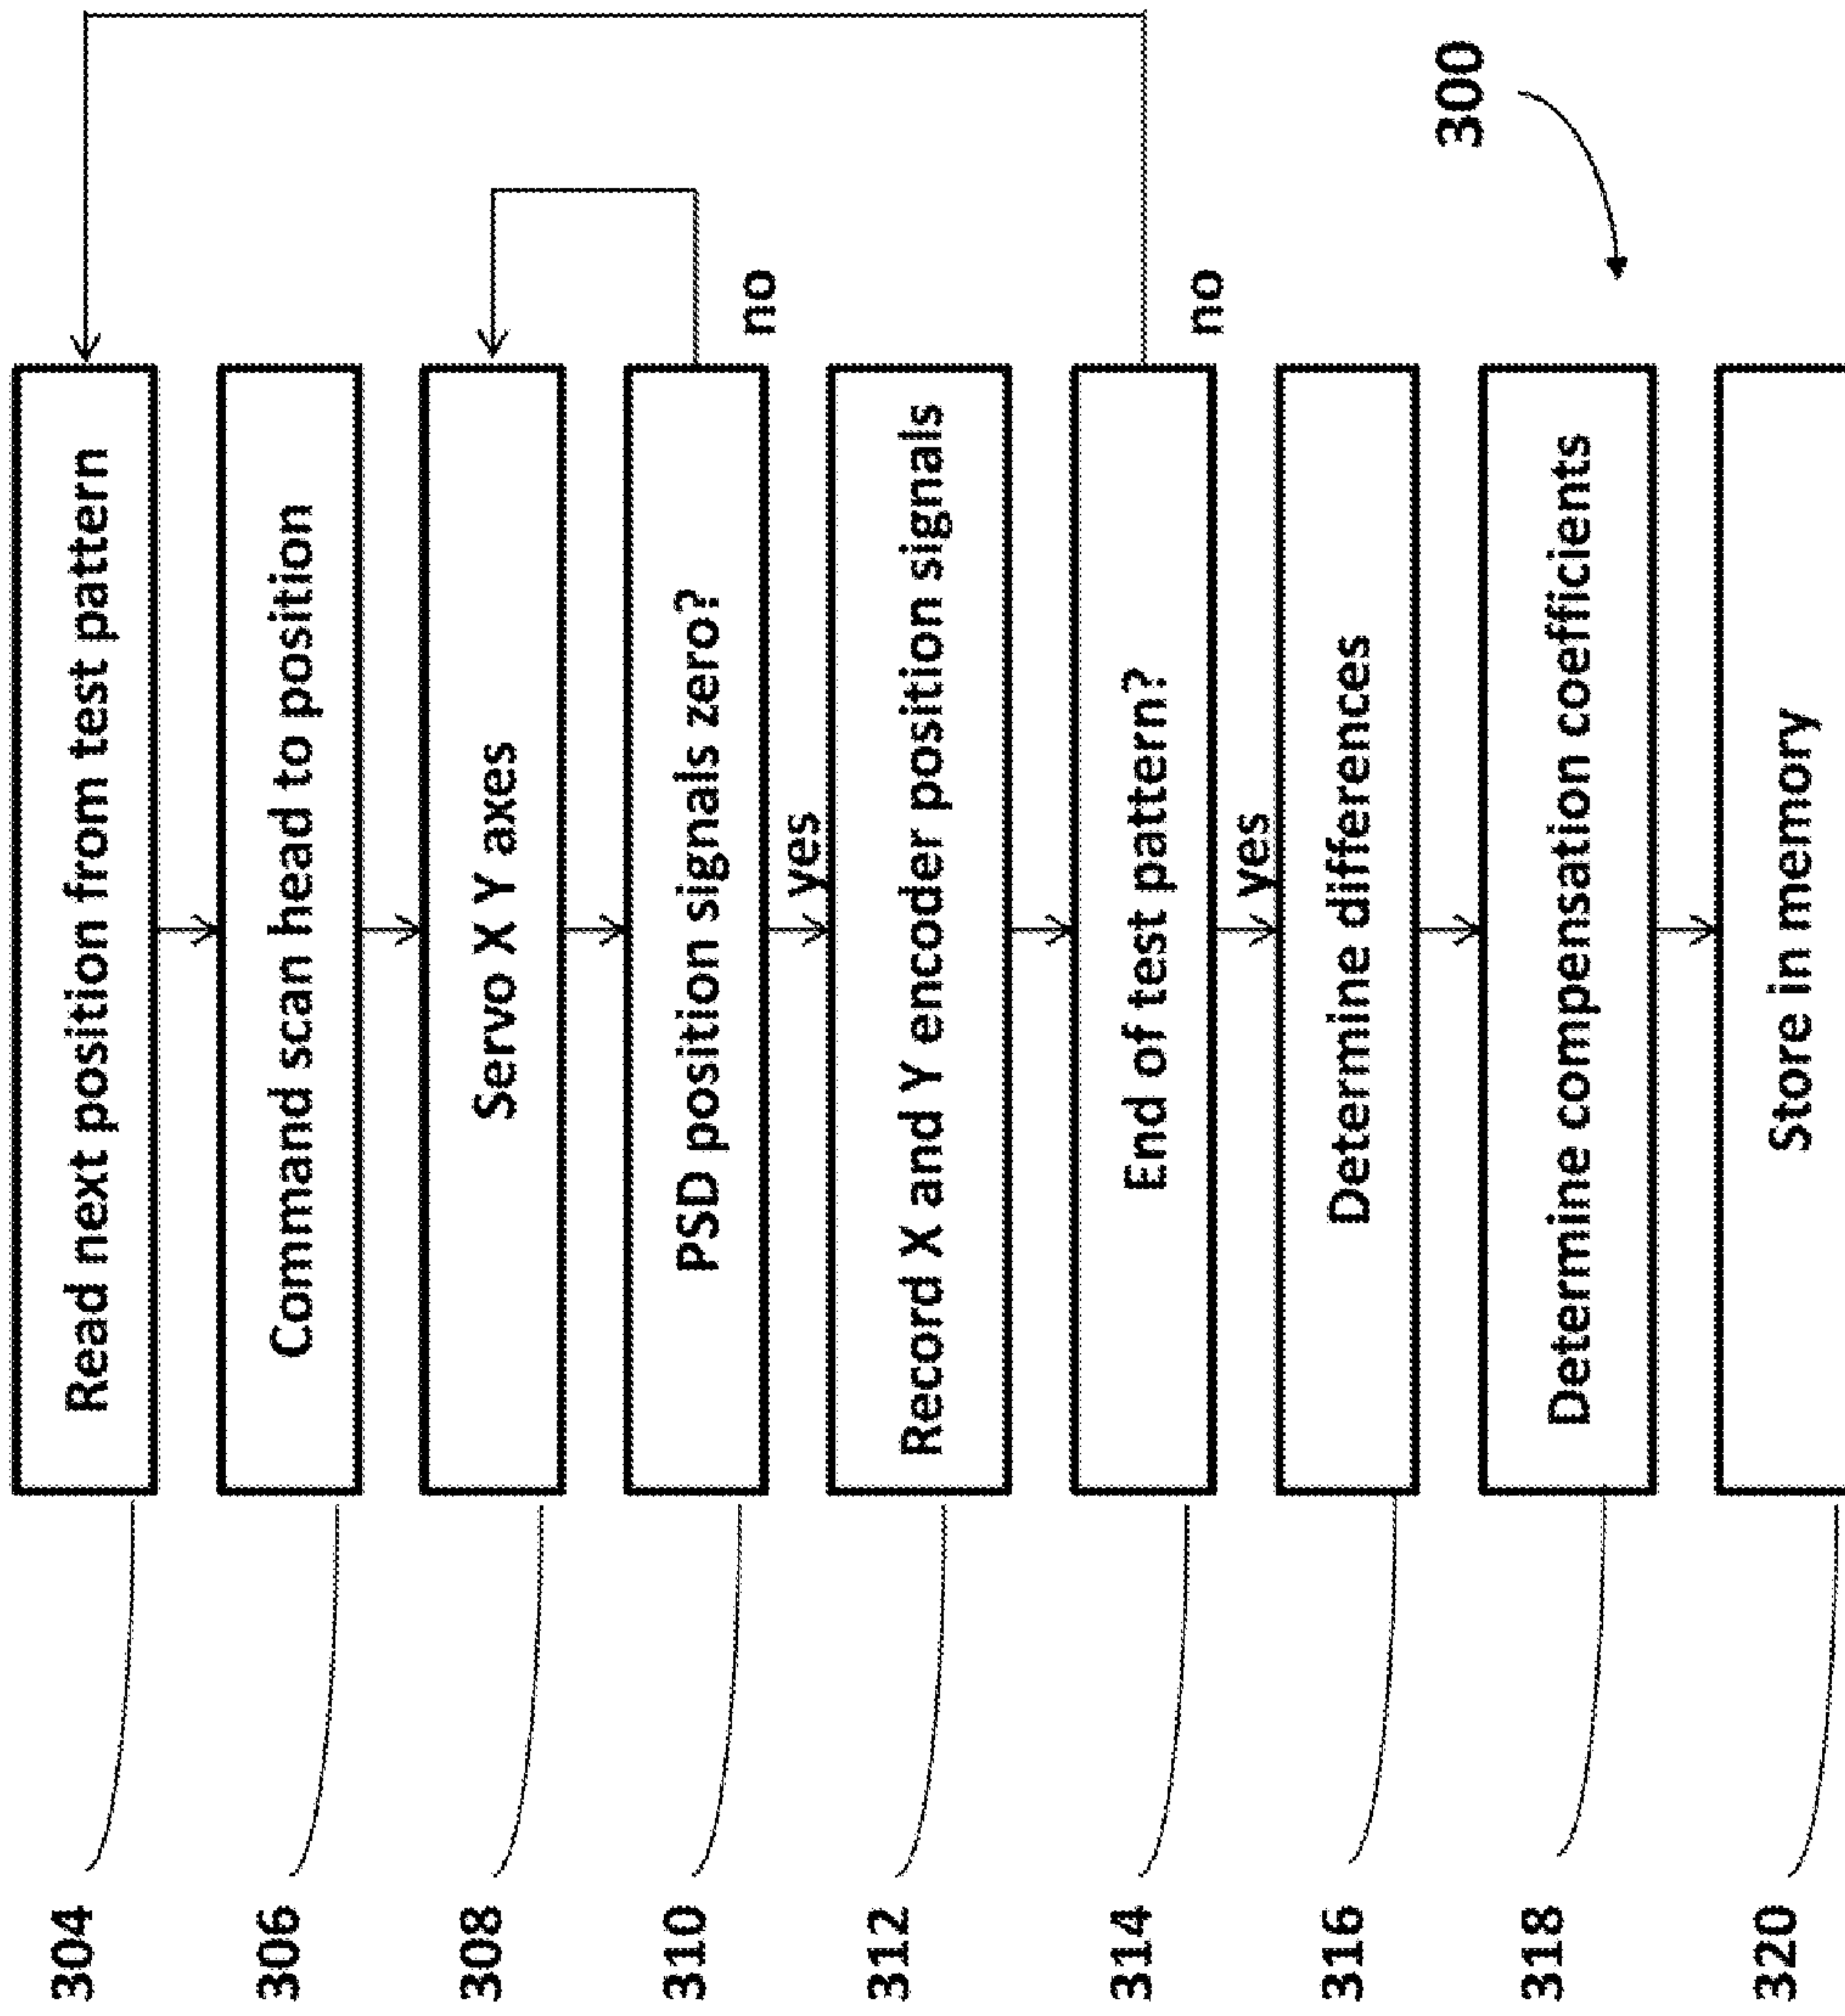 304
Read next position from test pattern
306
Command scan head to position
308
Servo X Y axes
310
PSD position signals zero?
no
yes
312
Record X and Y encoder position signals
314
End of test pattern?
no
yes
316
Determine differences
318
Determine compensation coefficients
320
Store in memory
300